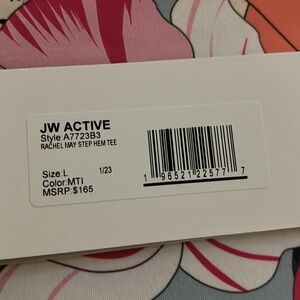 JW ACTIVE
Style:A7723B3
RACHEL MAY STEP HEM TEE
Size:L 1/23
Color:MTI
MSRP $165
1 96521 22577 7